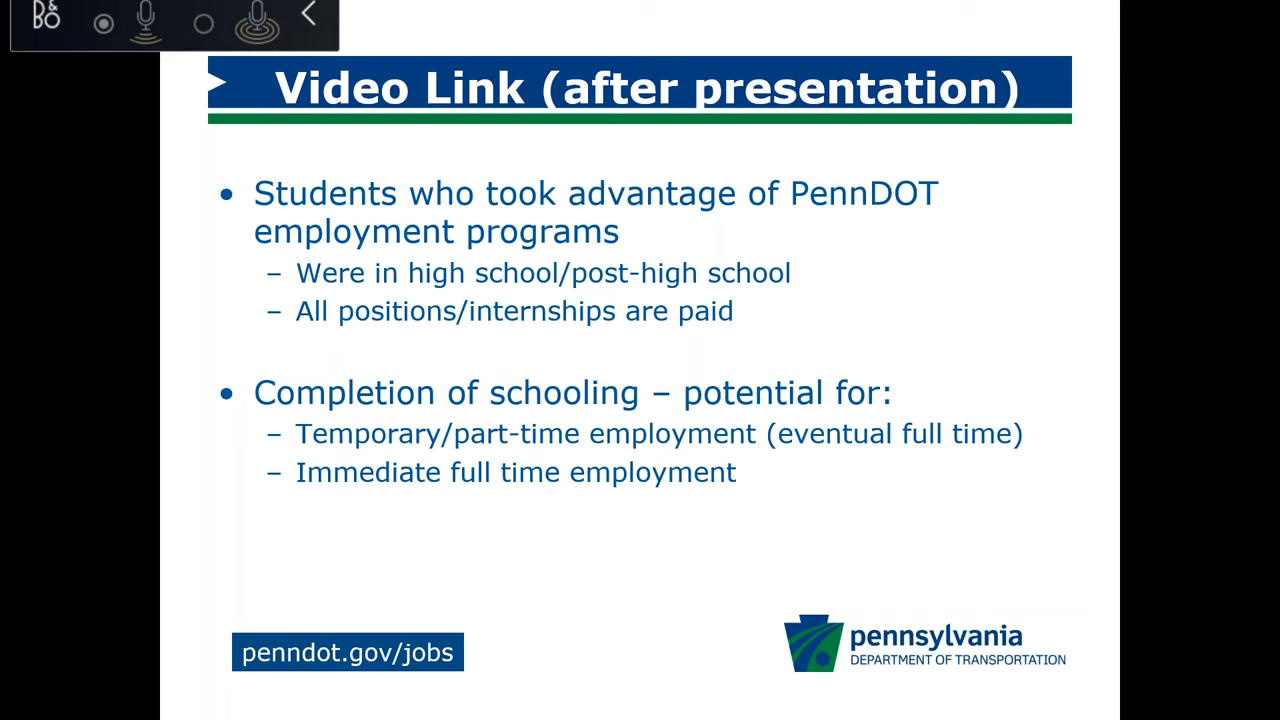 B&O
Video Link (after presentation)
• Students who took advantage of PennDOT
employment programs
– Were in high school/post-high school
– All positions/internships are paid
• Completion of schooling – potential for:
– Temporary/part-time employment (eventual full time)
– Immediate full time employment
penndot.gov/jobs
pennsylvania
DEPARTMENT OF TRANSPORTATION